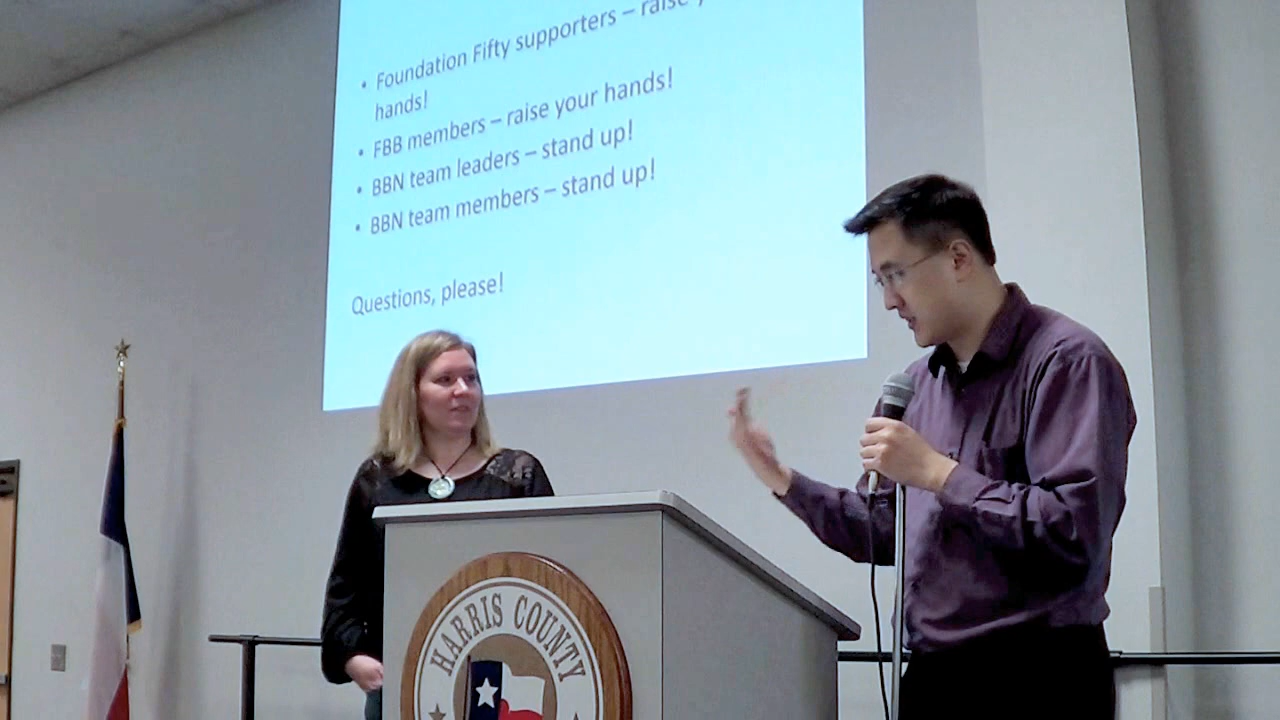 • Foundation Fifty supporters – raise
hands!
• FBB members – raise your hands!
• BBN team leaders – stand up!
• BBN team members – stand up!
Questions, please!
HARRIS COUNTY